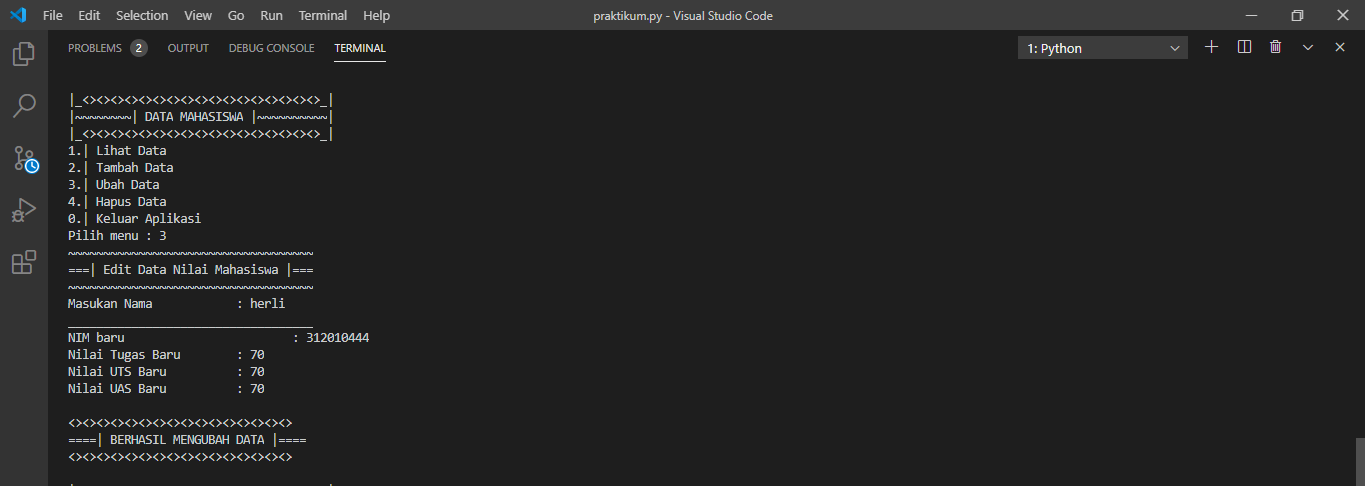 File Edit Selection View Go Run Terminal Help praktikum.py - Visual Studio Code
PROBLEMS 2 OUTPUT DEBUG CONSOLE TERMINAL 1: Python
|_<><><><><><><><><><><><><><><><><>_|
|~~~~~~~~| DATA MAHASISWA |~~~~~~~~~~|
|_<><><><><><><><><><><><><><><><><>_|
1.| Lihat Data
2.| Tambah Data
3.| Ubah Data
4.| Hapus Data
0.| Keluar Aplikasi
Pilih menu : 3
~~~~~~~~~~~~~~~~~~~~~~~~~~~~~~~~~~~
===| Edit Data Nilai Mahasiswa |===
~~~~~~~~~~~~~~~~~~~~~~~~~~~~~~~~~~~
Masukan Nama : herli
___________________________________
NIM baru : 312010444
Nilai Tugas Baru : 70
Nilai UTS Baru : 70
Nilai UAS Baru : 70
<><><><><><><><><><><><><><><><>
====| BERHASIL MENGUBAH DATA |====
<><><><><><><><><><><><><><><><>